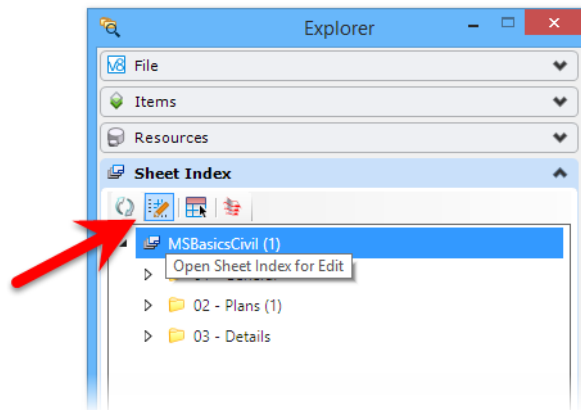 Explorer
V8 File
Items
Resources
Sheet Index
MSBasicsCivil (1)
Open Sheet Index for Edit
02 - Plans (1)
03 - Details